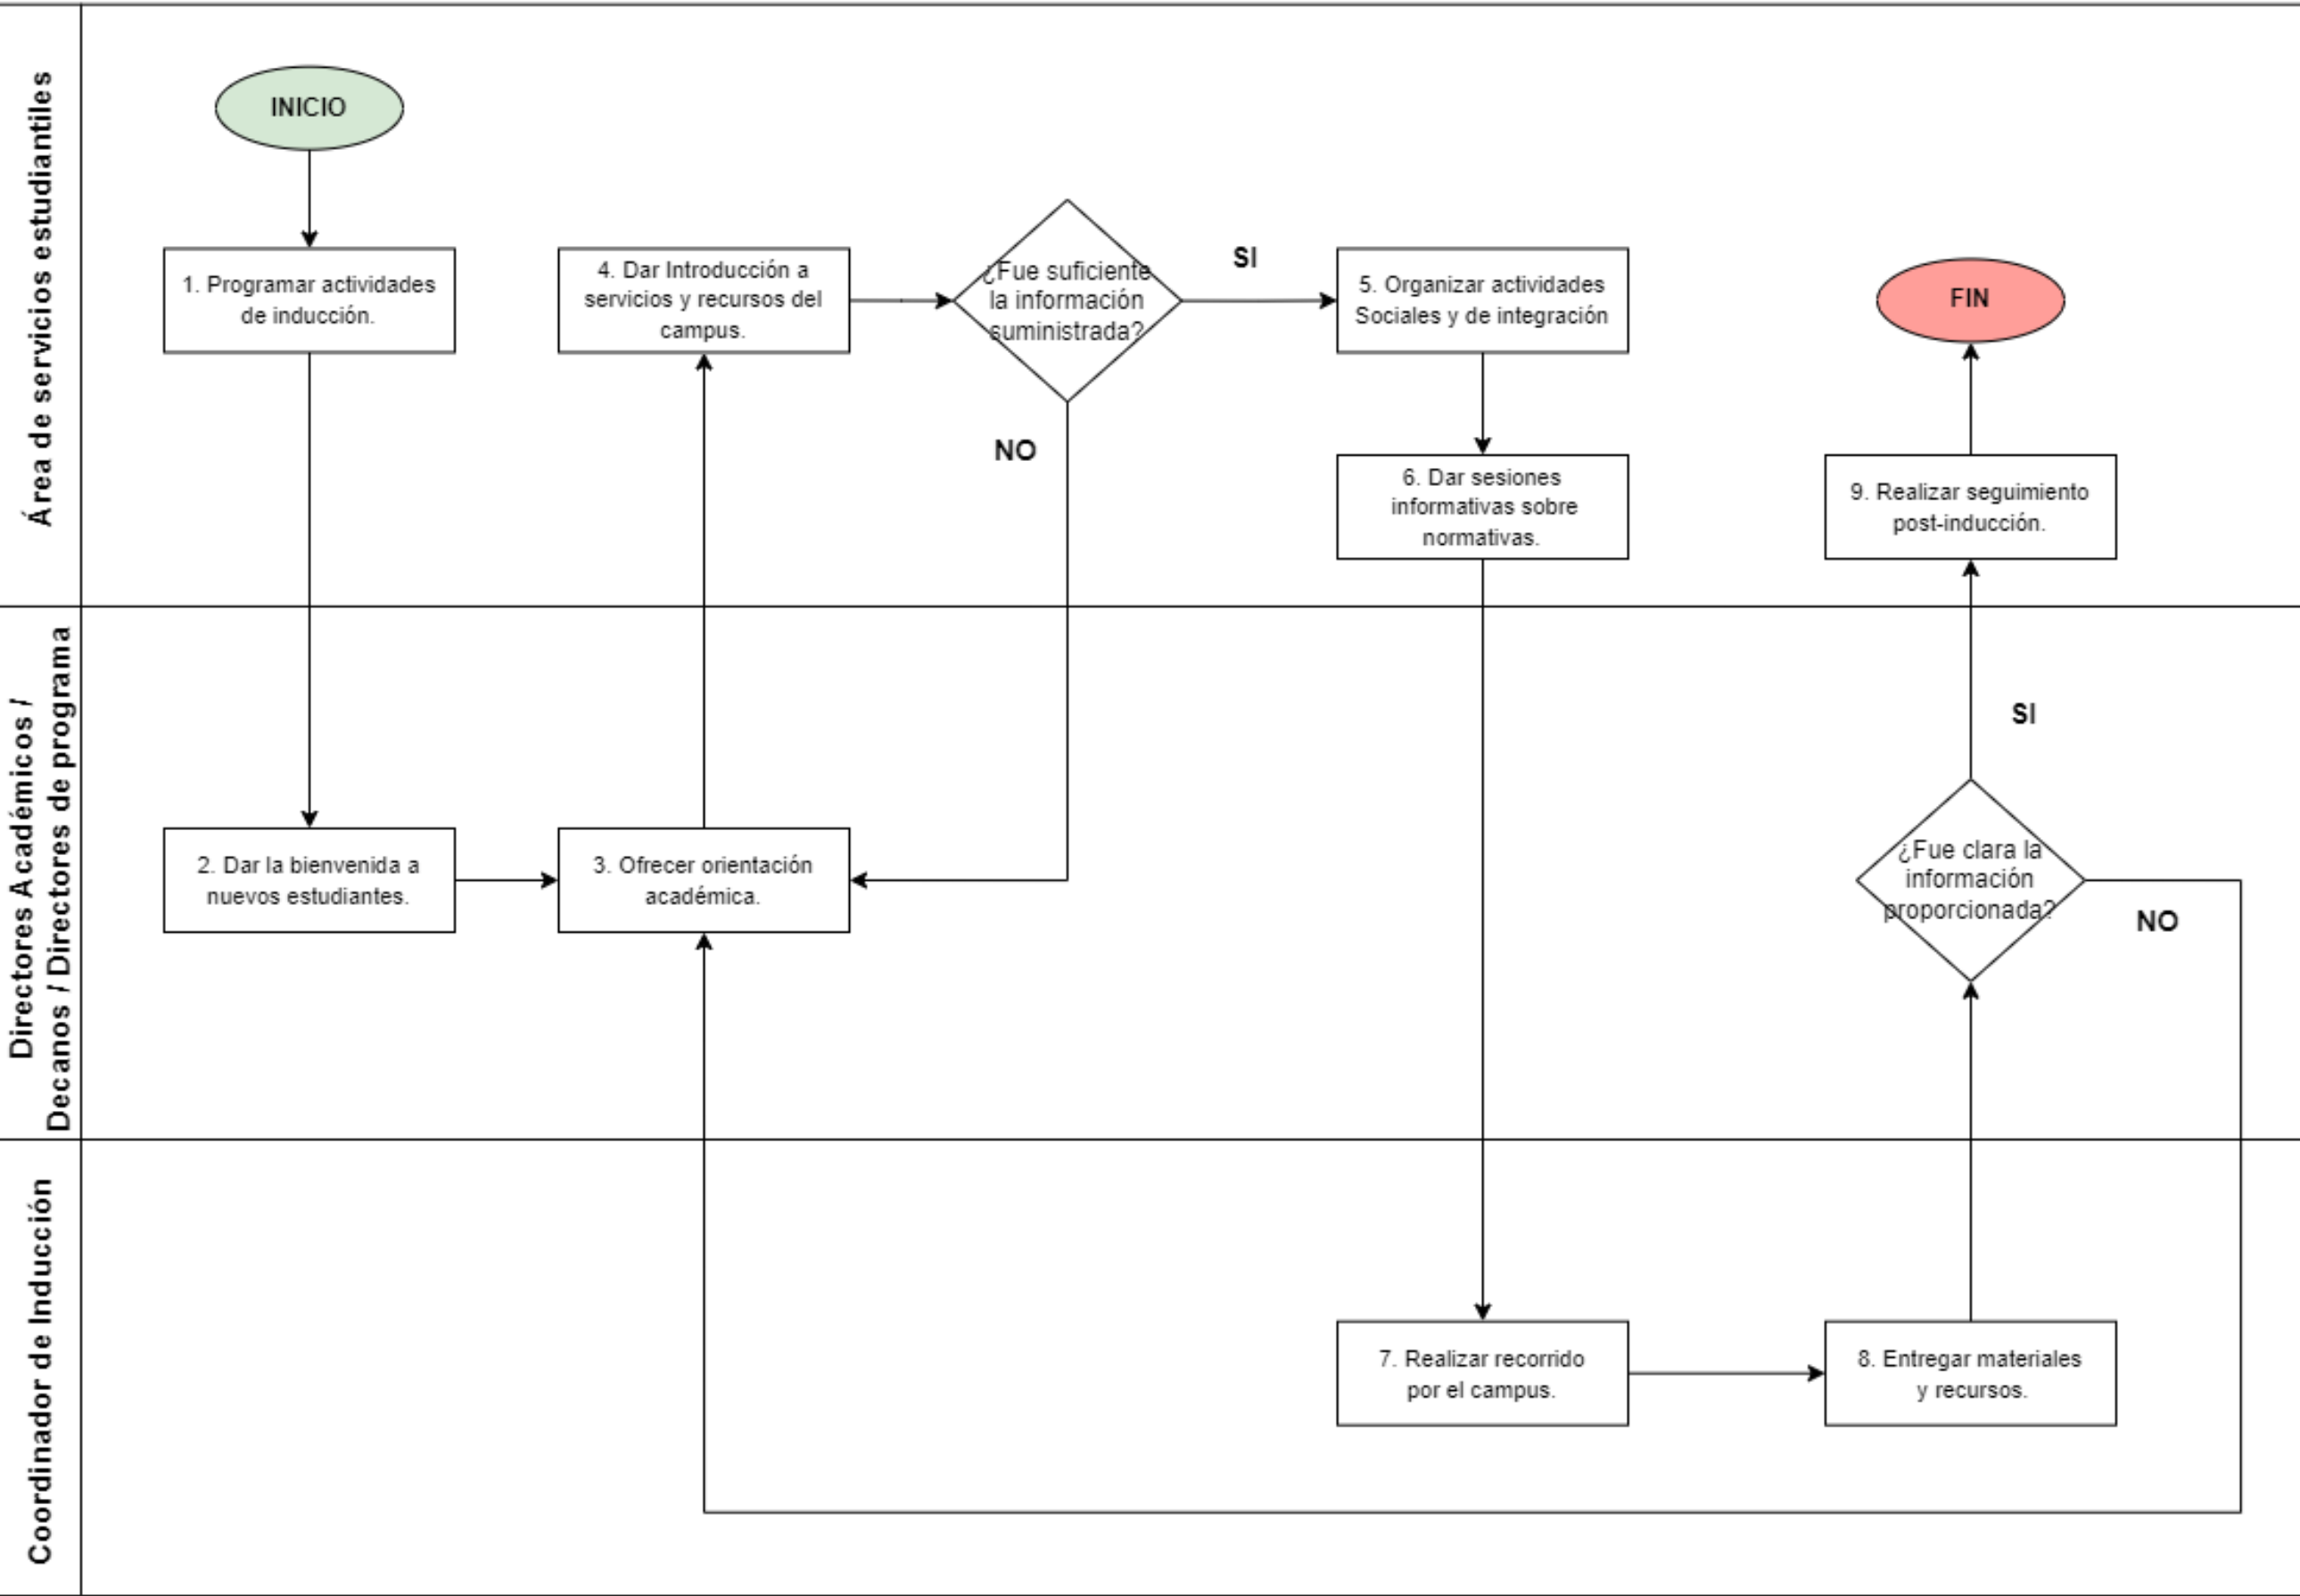 Área de servicios estudiantiles
INICIO
1. Programar actividades
de inducción.
4. Dar Introducción a
servicios y recursos del
campus.
¿Fue suficiente
la información
suministrada?
SI
NO
5. Organizar actividades
Sociales y de integración
6. Dar sesiones
informativas sobre
normativas.
FIN
9. Realizar seguimiento
post-inducción.
Directores Académicos /
Decanos / Directores de programa
2. Dar la bienvenida a
nuevos estudiantes.
3. Ofrecer orientación
académica.
SI
¿Fue clara la
información
proporcionada?
NO
Coordinador de Inducción
7. Realizar recorrido
por el campus.
8. Entregar materiales
y recursos.